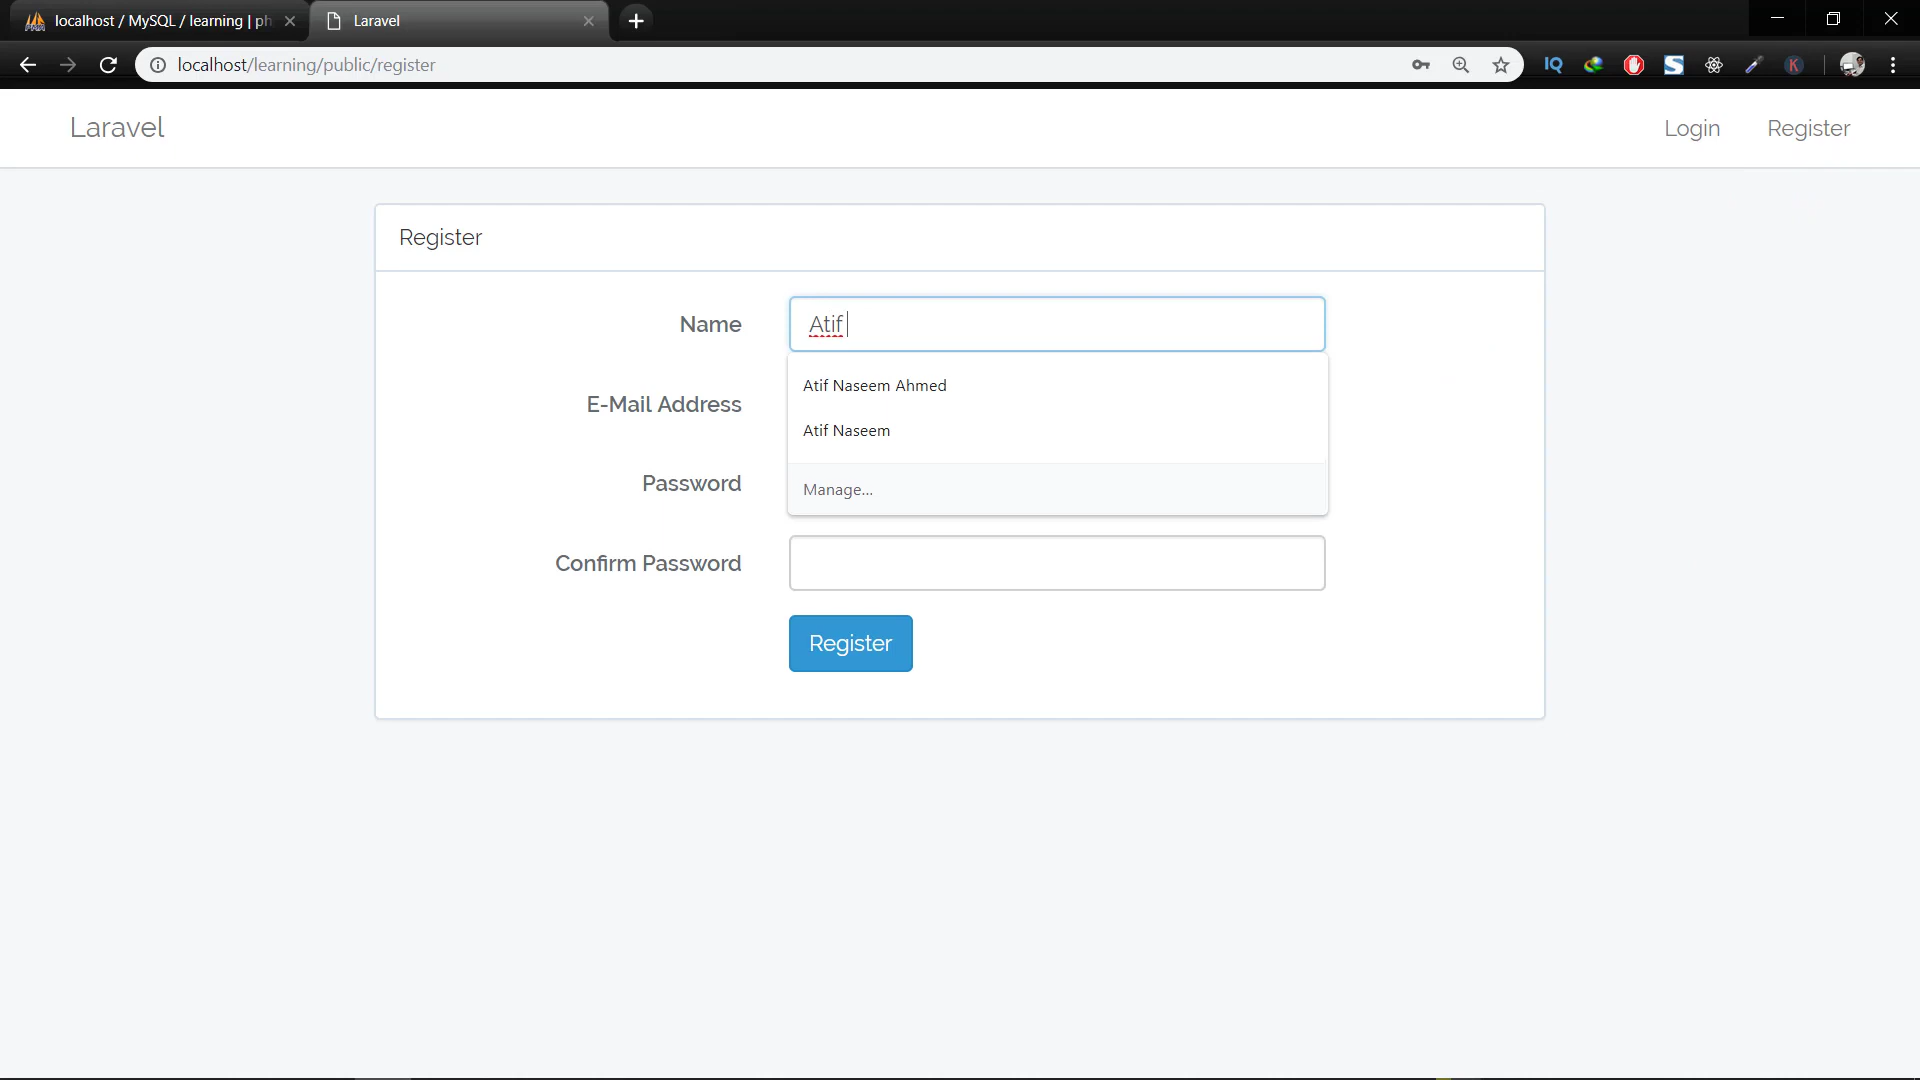 localhost / MySQL / learning | ph
Laravel
localhost/learning/public/register
IQ
K
Laravel
Login
Register
Register
Name
Atif
Atif Naseem Ahmed
Atif Naseem
Manage...
E-Mail Address
Password
Confirm Password
Register